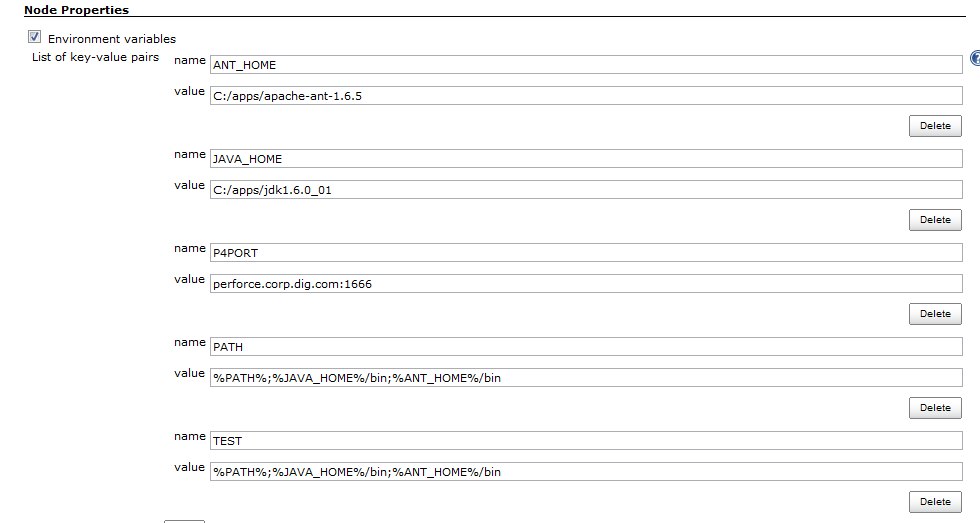 Node Properties
Environment variables
List of key-value pairs
name ANT_HOME
value C:/apps/apache-ant-1.6.5
Delete
name JAVA_HOME
value C:/apps/jdk1.6.0_01
Delete
name P4PORT
value perforce.corp.dig.com:1666
Delete
name PATH
value %PATH%;%JAVA_HOME%/bin;%ANT_HOME%/bin
Delete
name TEST
value %PATH%;%JAVA_HOME%/bin;%ANT_HOME%/bin
Delete